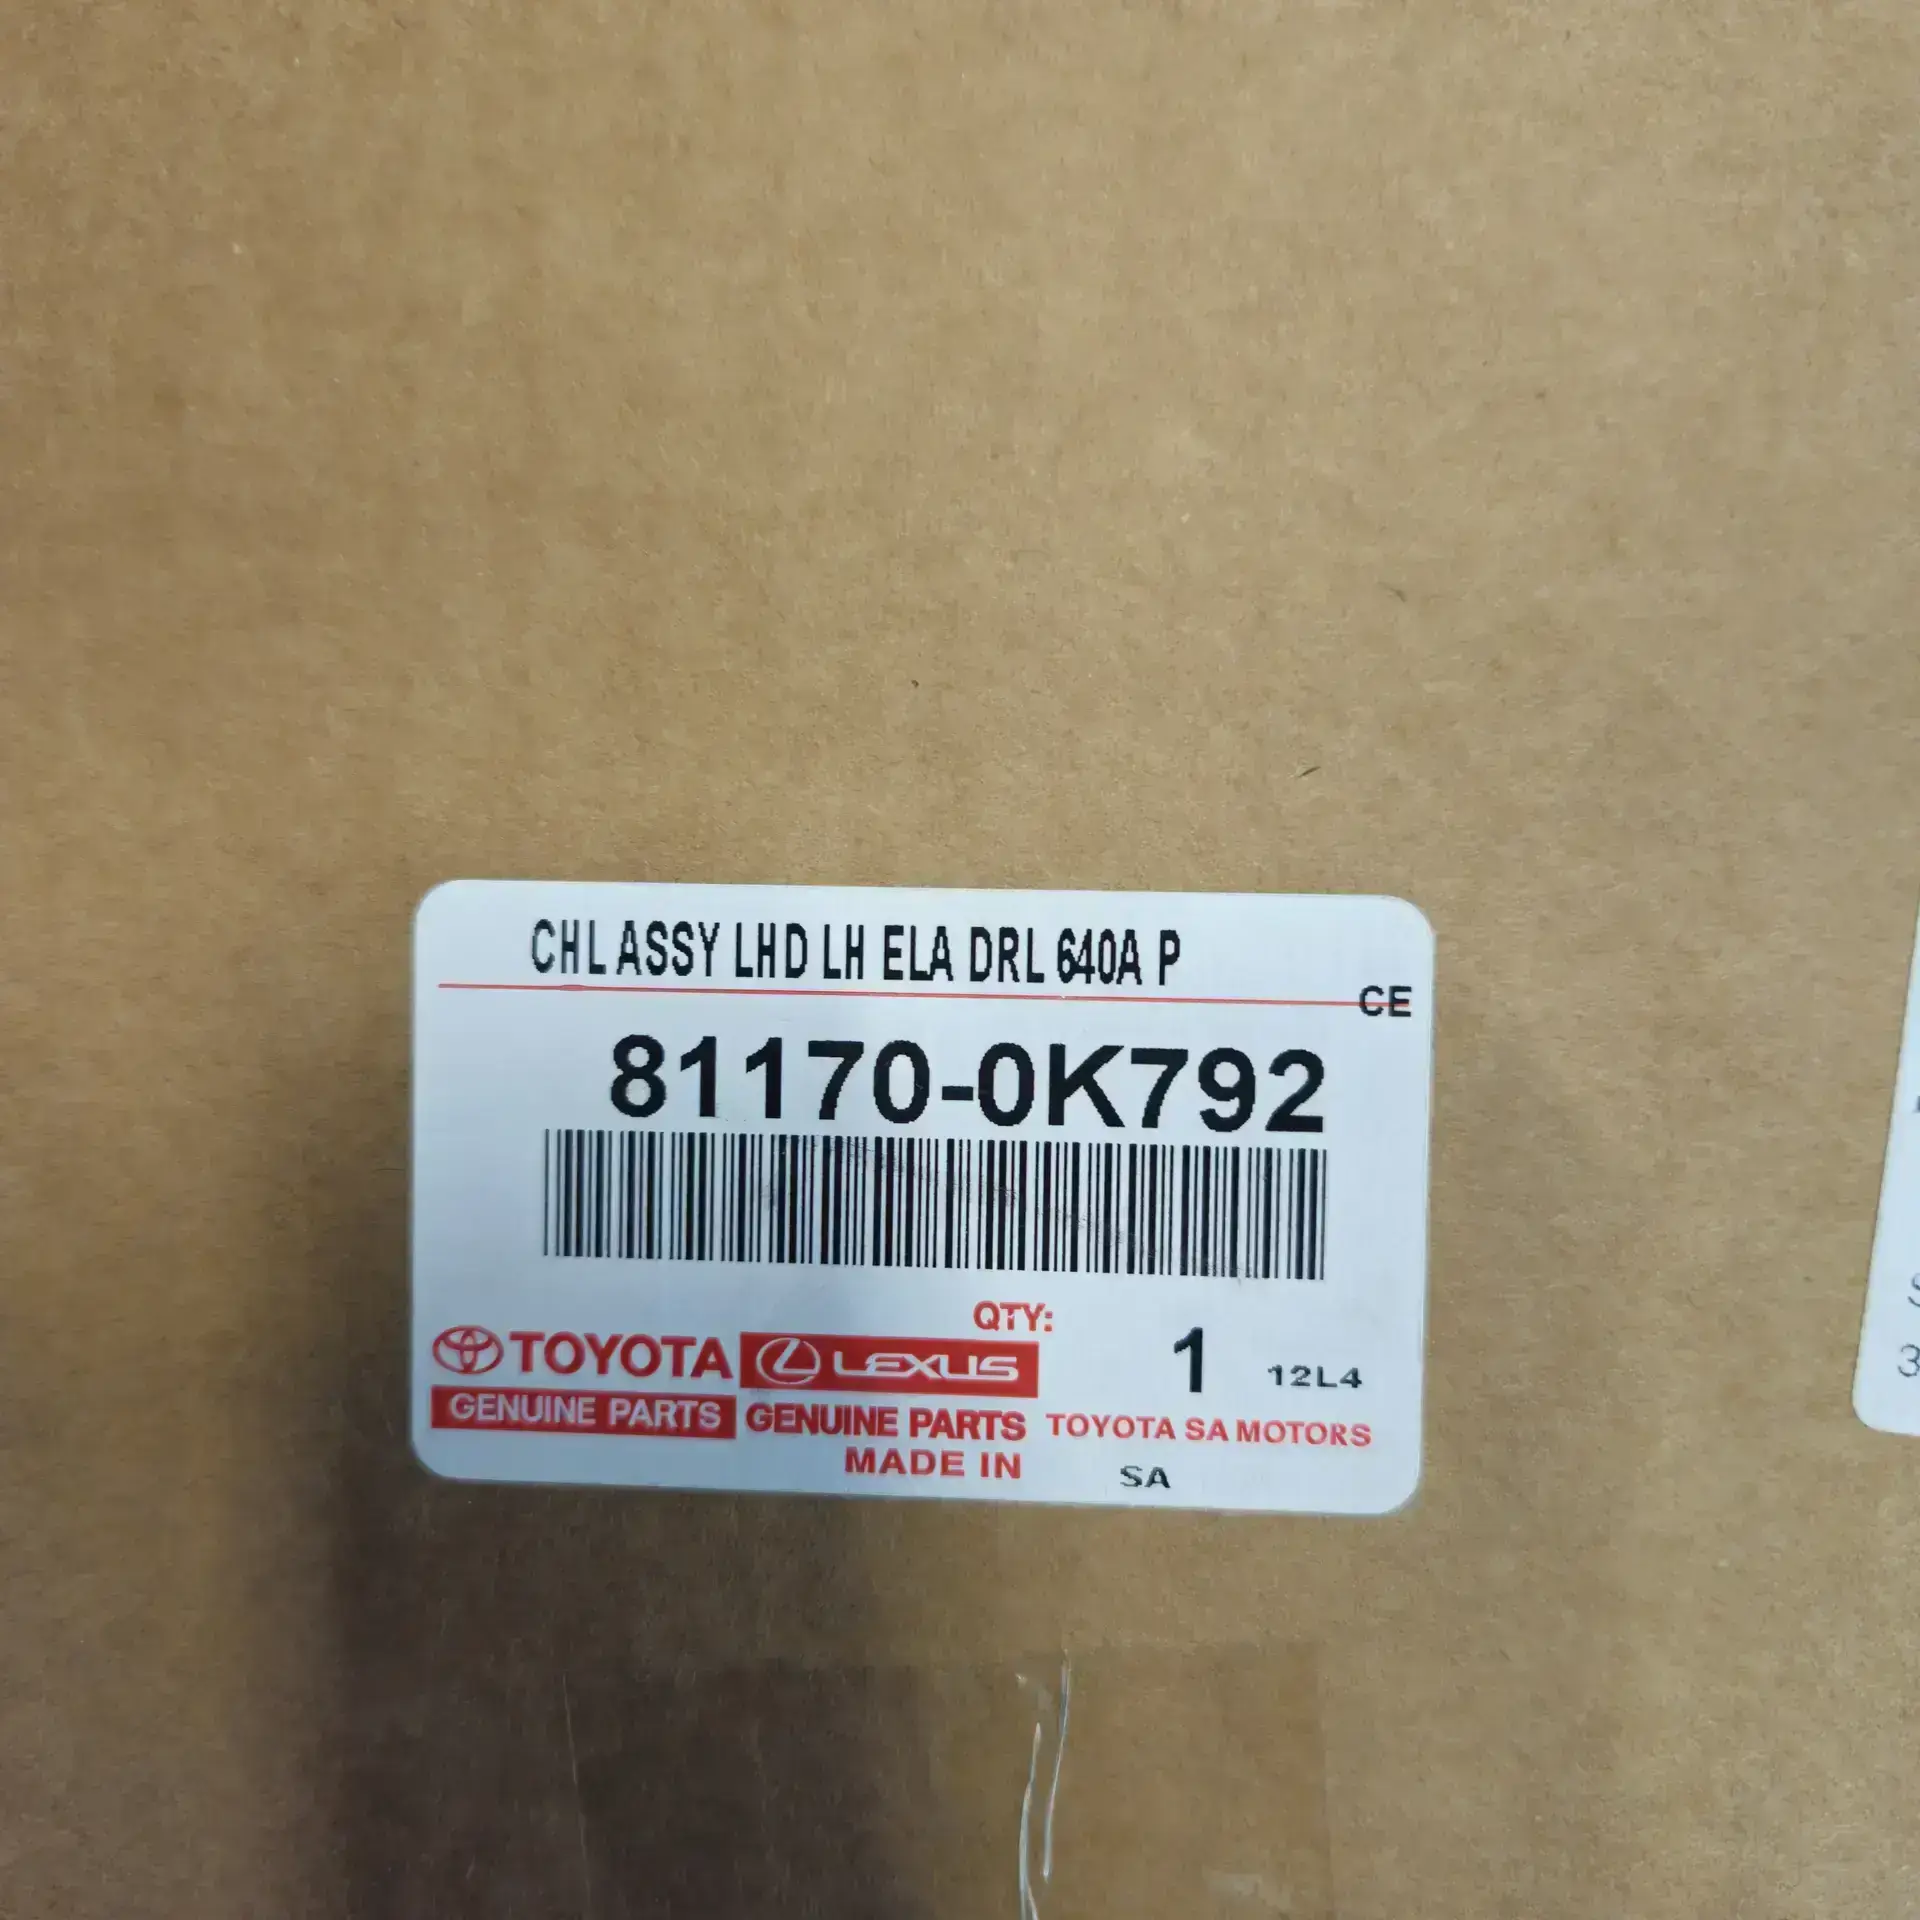 CHL ASSY LHD LH ELA DRL 640A P
CE
81170-0K792
QTY:
1
12L4
TOYOTA
LEXUS
GENUINE PARTS
GENUINE PARTS
TOYOTA SA MOTORS
MADE IN
SA